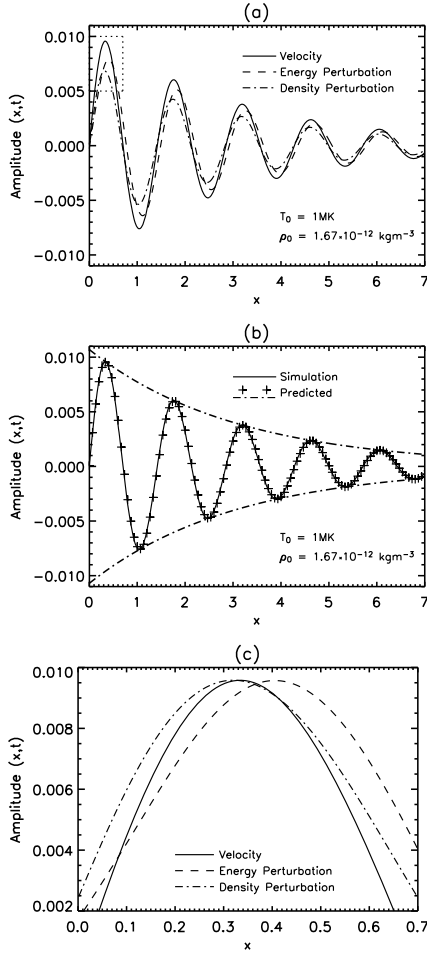 (a)
0.010
0.005
0.000
−0.005
−0.010
Amplitude (x,t)
Velocity
Energy Perturbation
Density Perturbation
T₀ = 1MK
ρ₀ = 1.67*10⁻¹² kgm⁻³
0 1 2 3 4 5 6 7
x
(b)
0.010
0.005
0.000
−0.005
−0.010
Amplitude (x,t)
Simulation
Predicted
T₀ = 1MK
ρ₀ = 1.67*10⁻¹² kgm⁻³
0 1 2 3 4 5 6 7
x
(c)
0.010
0.008
0.006
0.004
0.002
Amplitude (x,t)
Velocity
Energy Perturbation
Density Perturbation
0.0 0.1 0.2 0.3 0.4 0.5 0.6 0.7
x